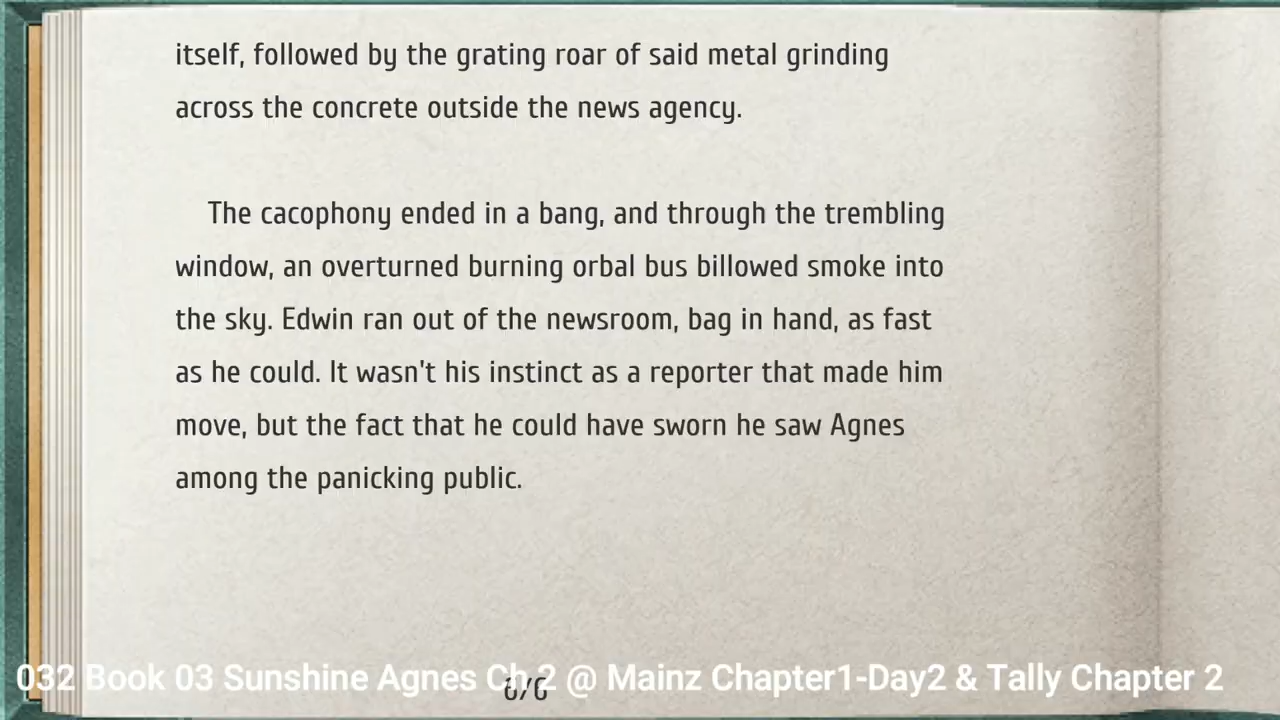 itself, followed by the grating roar of said metal grinding
across the concrete outside the news agency.
The cacophony ended in a bang, and through the trembling
window, an overturned burning orbal bus billowed smoke into
the sky. Edwin ran out of the newsroom, bag in hand, as fast
as he could. It wasn't his instinct as a reporter that made him
move, but the fact that he could have sworn he saw Agnes
among the panicking public.
032 Book 03 Sunshine Agnes Ch 2 @ Mainz Chapter1-Day2 & Tally Chapter 2
6/6